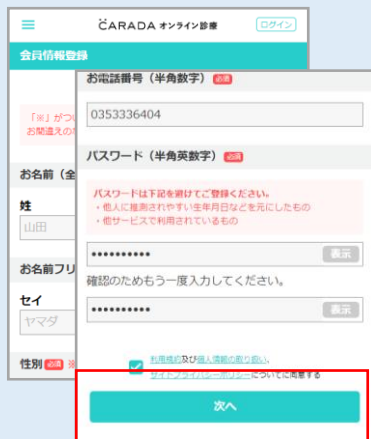 CARADA オンライン診療
ログイン
会員情報登録
「※」がつい
お間違えのな
お名前（全
姓
山田
お名前フリ
セイ
ヤマダ
性別 必須 ※
お電話番号（半角数字） 必須
0353336404
パスワード（半角英数字） 必須
パスワードは下記を避けてご登録ください。
・他人に推測されやすい生年月日などを元にしたもの
・他サービスで利用されているもの
•••••••••• 表示
確認のためもう一度入力してください。
•••••••••• 表示
利用規約及び個人情報の取り扱い、
サイトプライバシーポリシーについてに同意する
次へ